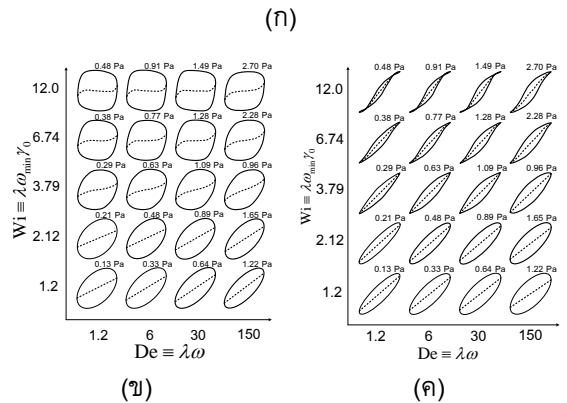 (ก)
0.48 Pa 0.91 Pa 1.49 Pa 2.70 Pa
12.0
0.38 Pa 0.77 Pa 1.28 Pa 2.28 Pa
6.74
0.29 Pa 0.63 Pa 1.09 Pa 0.96 Pa
3.79
0.21 Pa 0.48 Pa 0.89 Pa 1.65 Pa
2.12
0.13 Pa 0.33 Pa 0.64 Pa 1.22 Pa
1.2
Wi ≡ λω_min γ_0
1.2 6 30 150
De ≡ λω
(ข)
0.48 Pa 0.91 Pa 1.49 Pa 2.70 Pa
12.0
0.38 Pa 0.77 Pa 1.28 Pa 2.28 Pa
6.74
0.29 Pa 0.63 Pa 1.09 Pa 0.96 Pa
3.79
0.21 Pa 0.48 Pa 0.89 Pa 1.65 Pa
2.12
0.13 Pa 0.33 Pa 0.64 Pa 1.22 Pa
1.2
Wi ≡ λω_min γ_0
1.2 6 30 150
De ≡ λω
(ค)